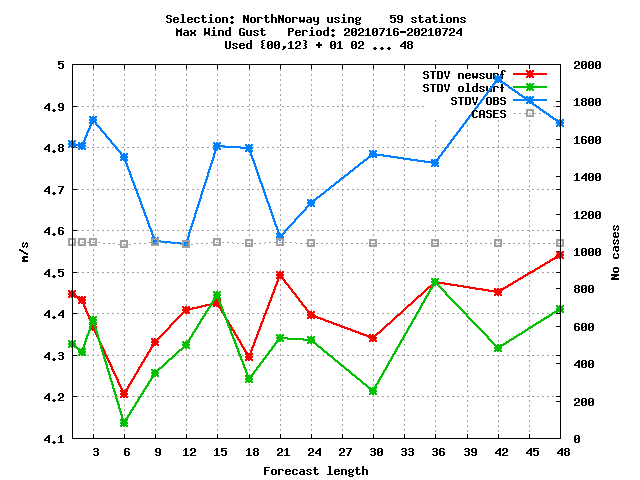 Selection: NorthNorway using    59 stations
Max Wind Gust   Period: 20210716-20210724
Used {00,12} + 01 02 ... 48
5 2000
STDV newsurf
STDV oldsurf
STDV OBS
CASES
4.9 1800
4.8 1600
4.7 1400
4.6 1200
4.5 1000
4.4 800
4.3 600
4.2 400
200
4.1 0
m/s
No cases
3 6 9 12 15 18 21 24 27 30 33 36 39 42 45 48
Forecast length